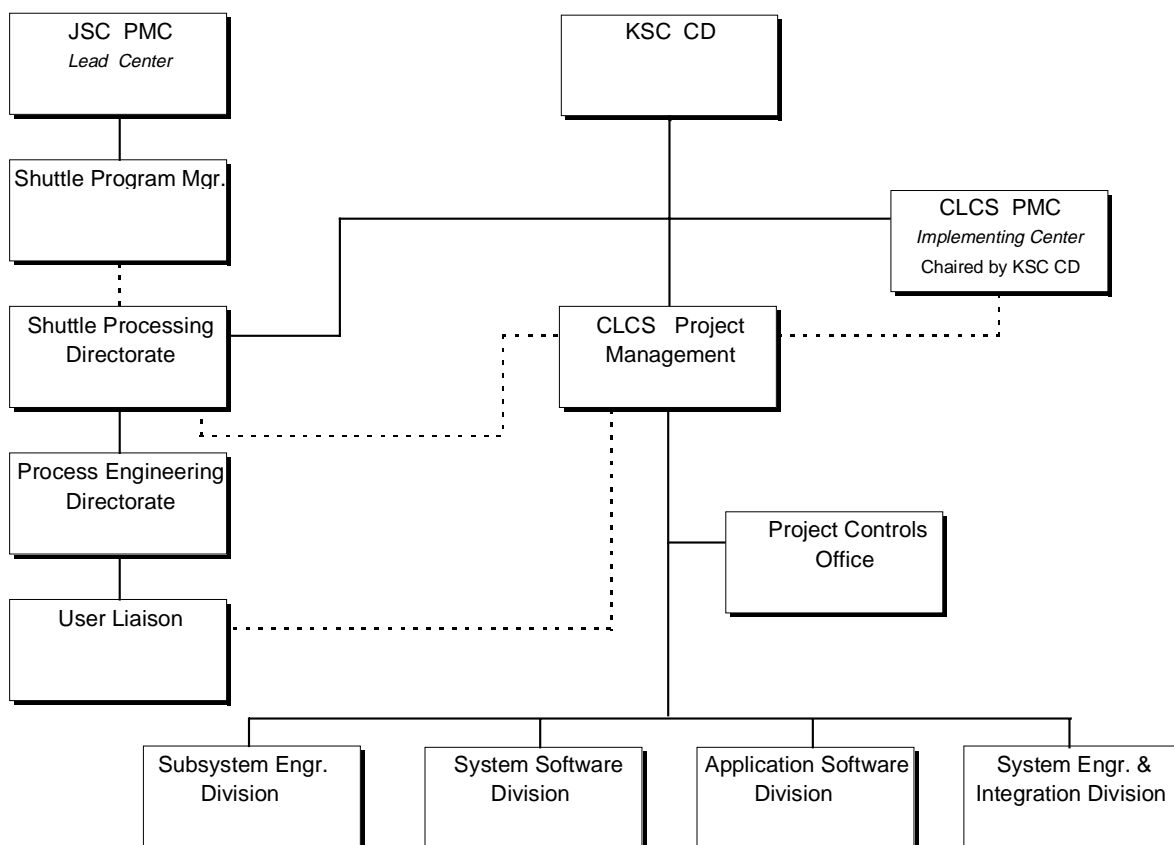 JSC PMC
Lead Center
KSC CD
Shuttle Program Mgr.
CLCS PMC
Implementing Center
Chaired by KSC CD
Shuttle Processing
Directorate
CLCS Project
Management
Process Engineering
Directorate
Project Controls
Office
User Liaison
Subsystem Engr.
Division
System Software
Division
Application Software
Division
System Engr. &
Integration Division